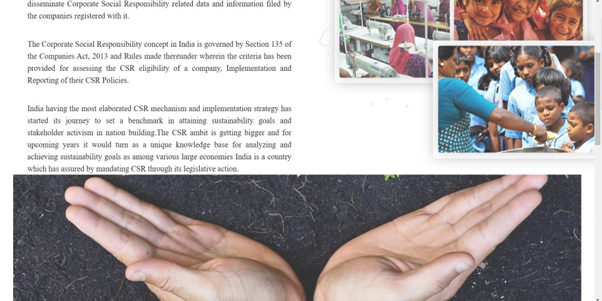 disseminate Corporate Social Responsibility related data and information filed by
the companies registered with it.
The Corporate Social Responsibility concept in India is governed by Section 135 of
the Companies Act, 2013 and Rules made thereunder wherein the criteria has been
provided for assessing the CSR eligibility of a company, Implementation and
Reporting of their CSR Policies.
India having the most elaborated CSR mechanism and implementation strategy has
started its journey to set a benchmark in attaining sustainability goals and
stakeholder activism in nation building.The CSR ambit is getting bigger and for
upcoming years it would turn as a unique knowledge base for analyzing and
achieving sustainability goals as among various large economies India is a country
which has assured by mandating CSR through its legislative action.